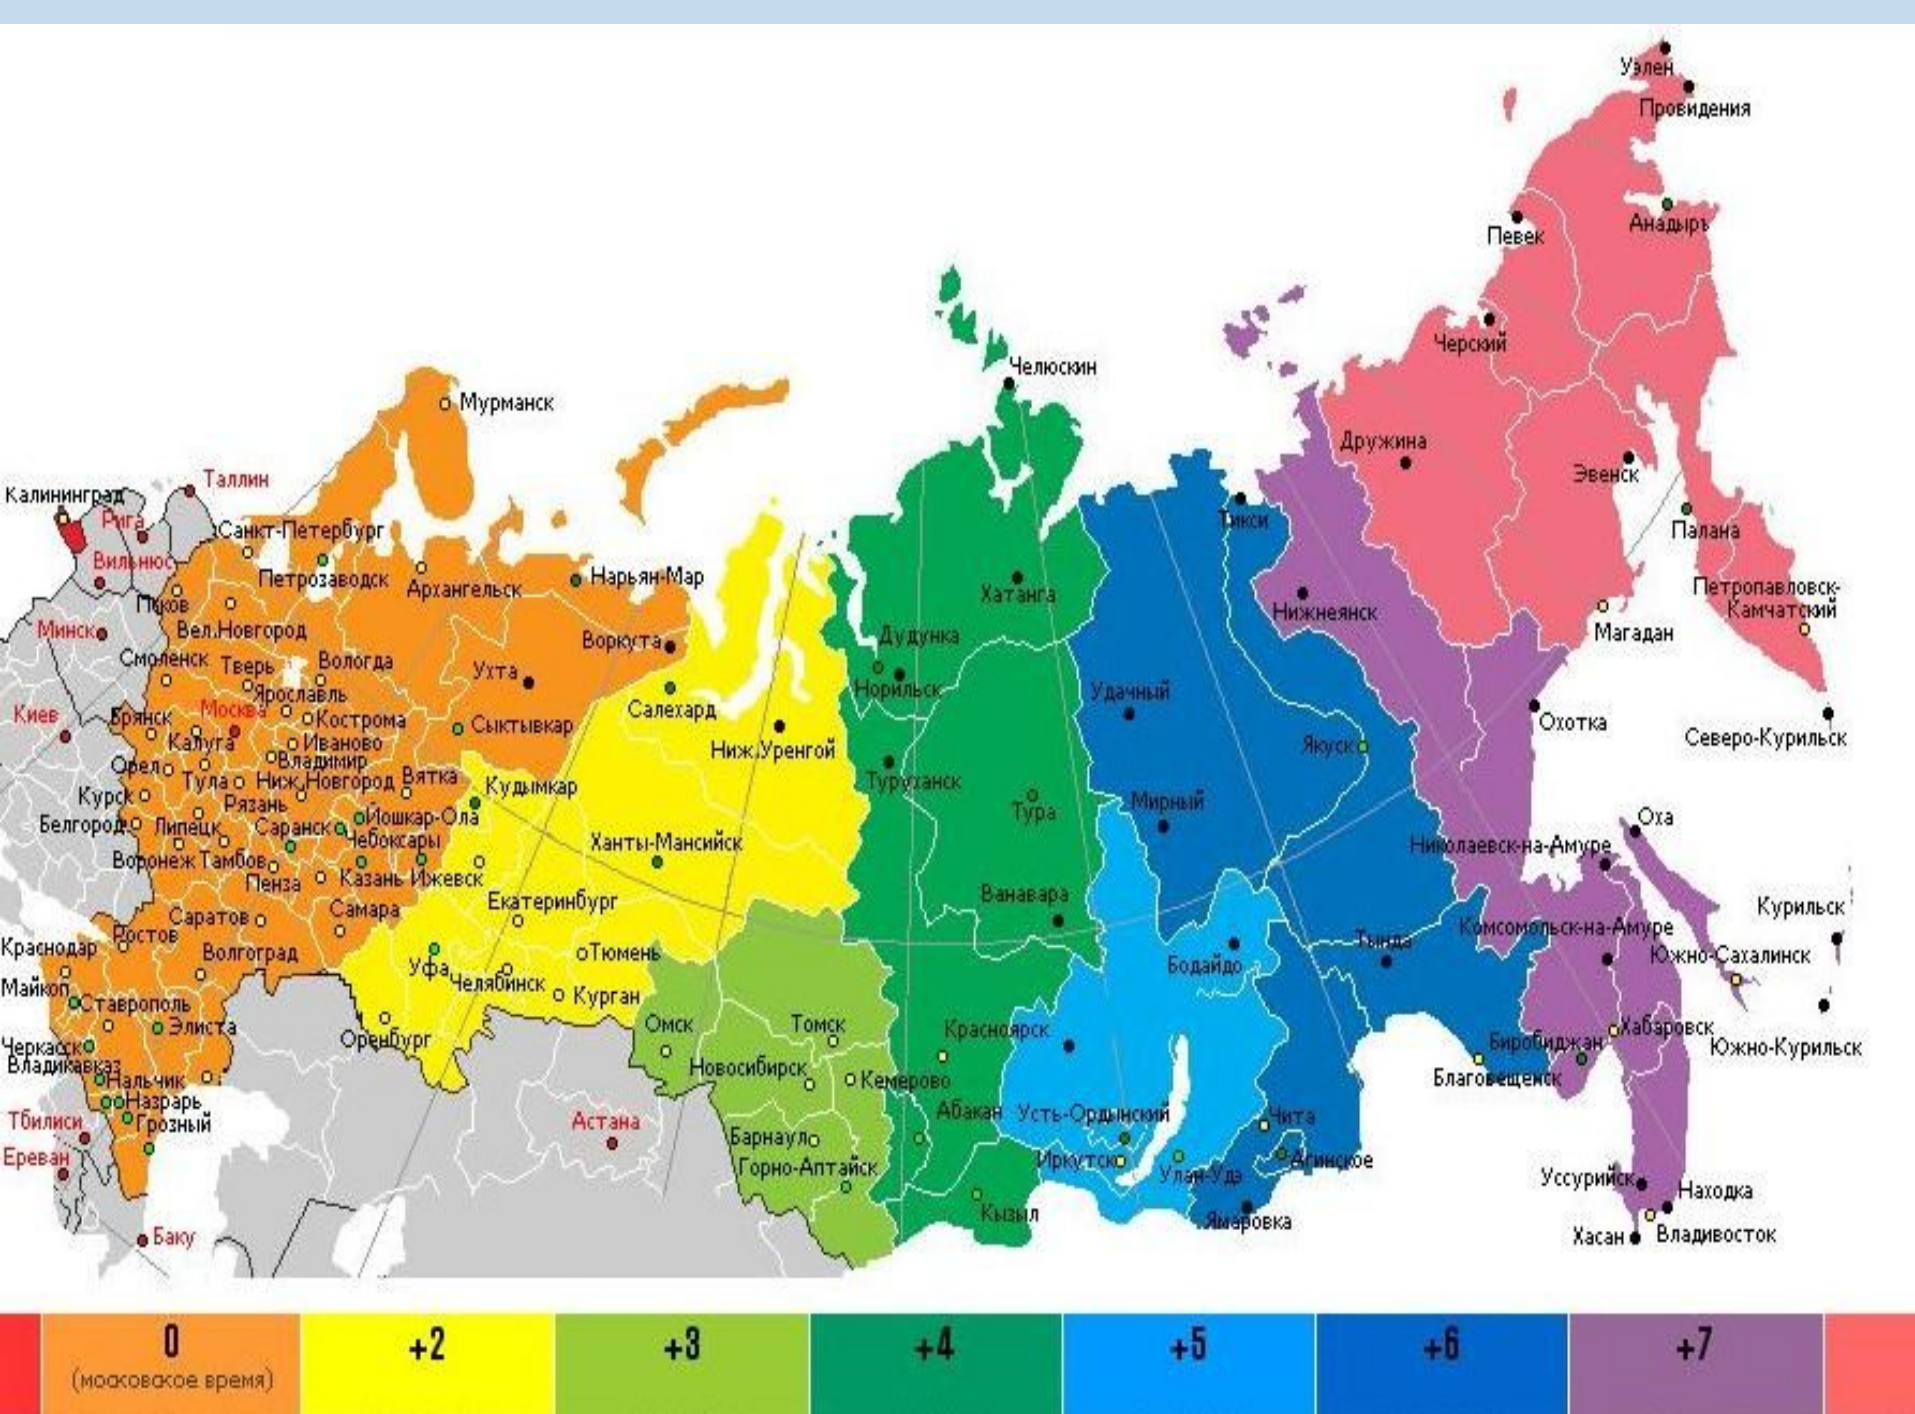 Уэлен
Провидения
Певек
Анадырь
Черский
Челюскин
Мурманск
Дружина
Эвенск
Таллин
Калининград
Рига
Санкт-Петербург
Тикси
Палана
Вильнюс
Петрозаводск
Архангельск
Нарьян-Мар
Хатанга
Нижнеянск
Петропавловск-
Камчатский
Псков
Минск
Вел.Новгород
Воркута
Дудунка
Магадан
Смоленск
Тверь
Вологда
Ухта
Норильск
Удачный
Ярославль
Киев
Брянск
Москва
Кострома
Сыктывкар
Салехард
Охотка
Северо-Курильск
Калуга
Иваново
Ниж.Уренгой
Якуск
Владимир
Орел
Тула
Ниж.Новгород
Вятка
Кудымкар
Туруханск
Курск
Рязань
Йошкар-Ола
Тура
Мирный
Белгород
Липецк
Саранск
Чебоксары
Ханты-Мансийск
Оха
Николаевск-на-Амуре
Воронеж
Тамбов
Пенза
Казань
Ижевск
Екатеринбург
Ванавара
Курильск
Саратов
Самара
Ростов
Комсомольск-на-Амуре
Краснодар
Волгоград
Тюмень
Тында
Южно-Сахалинск
Уфа
Челябинск
Курган
Бодайдо
Майкоп
Ставрополь
Элиста
Оренбург
Омск
Томск
Красноярск
Хабаровск
Биробиджан
Южно-Курильск
Черкасск
Владикавказ
Нальчик
Новосибирск
Кемерово
Благовещенск
Назрарь
Грозный
Тбилиси
Астана
Абакан
Усть-Ордынский
Чита
Барнаул
Ереван
Горно-Аптайск
Иркутск
Улан-Удэ
Агинское
Уссурийск
Находка
Кызыл
Ямаровка
Баку
Хасан
Владивосток
0
+2
+3
+4
+5
+6
+7
(московское время)